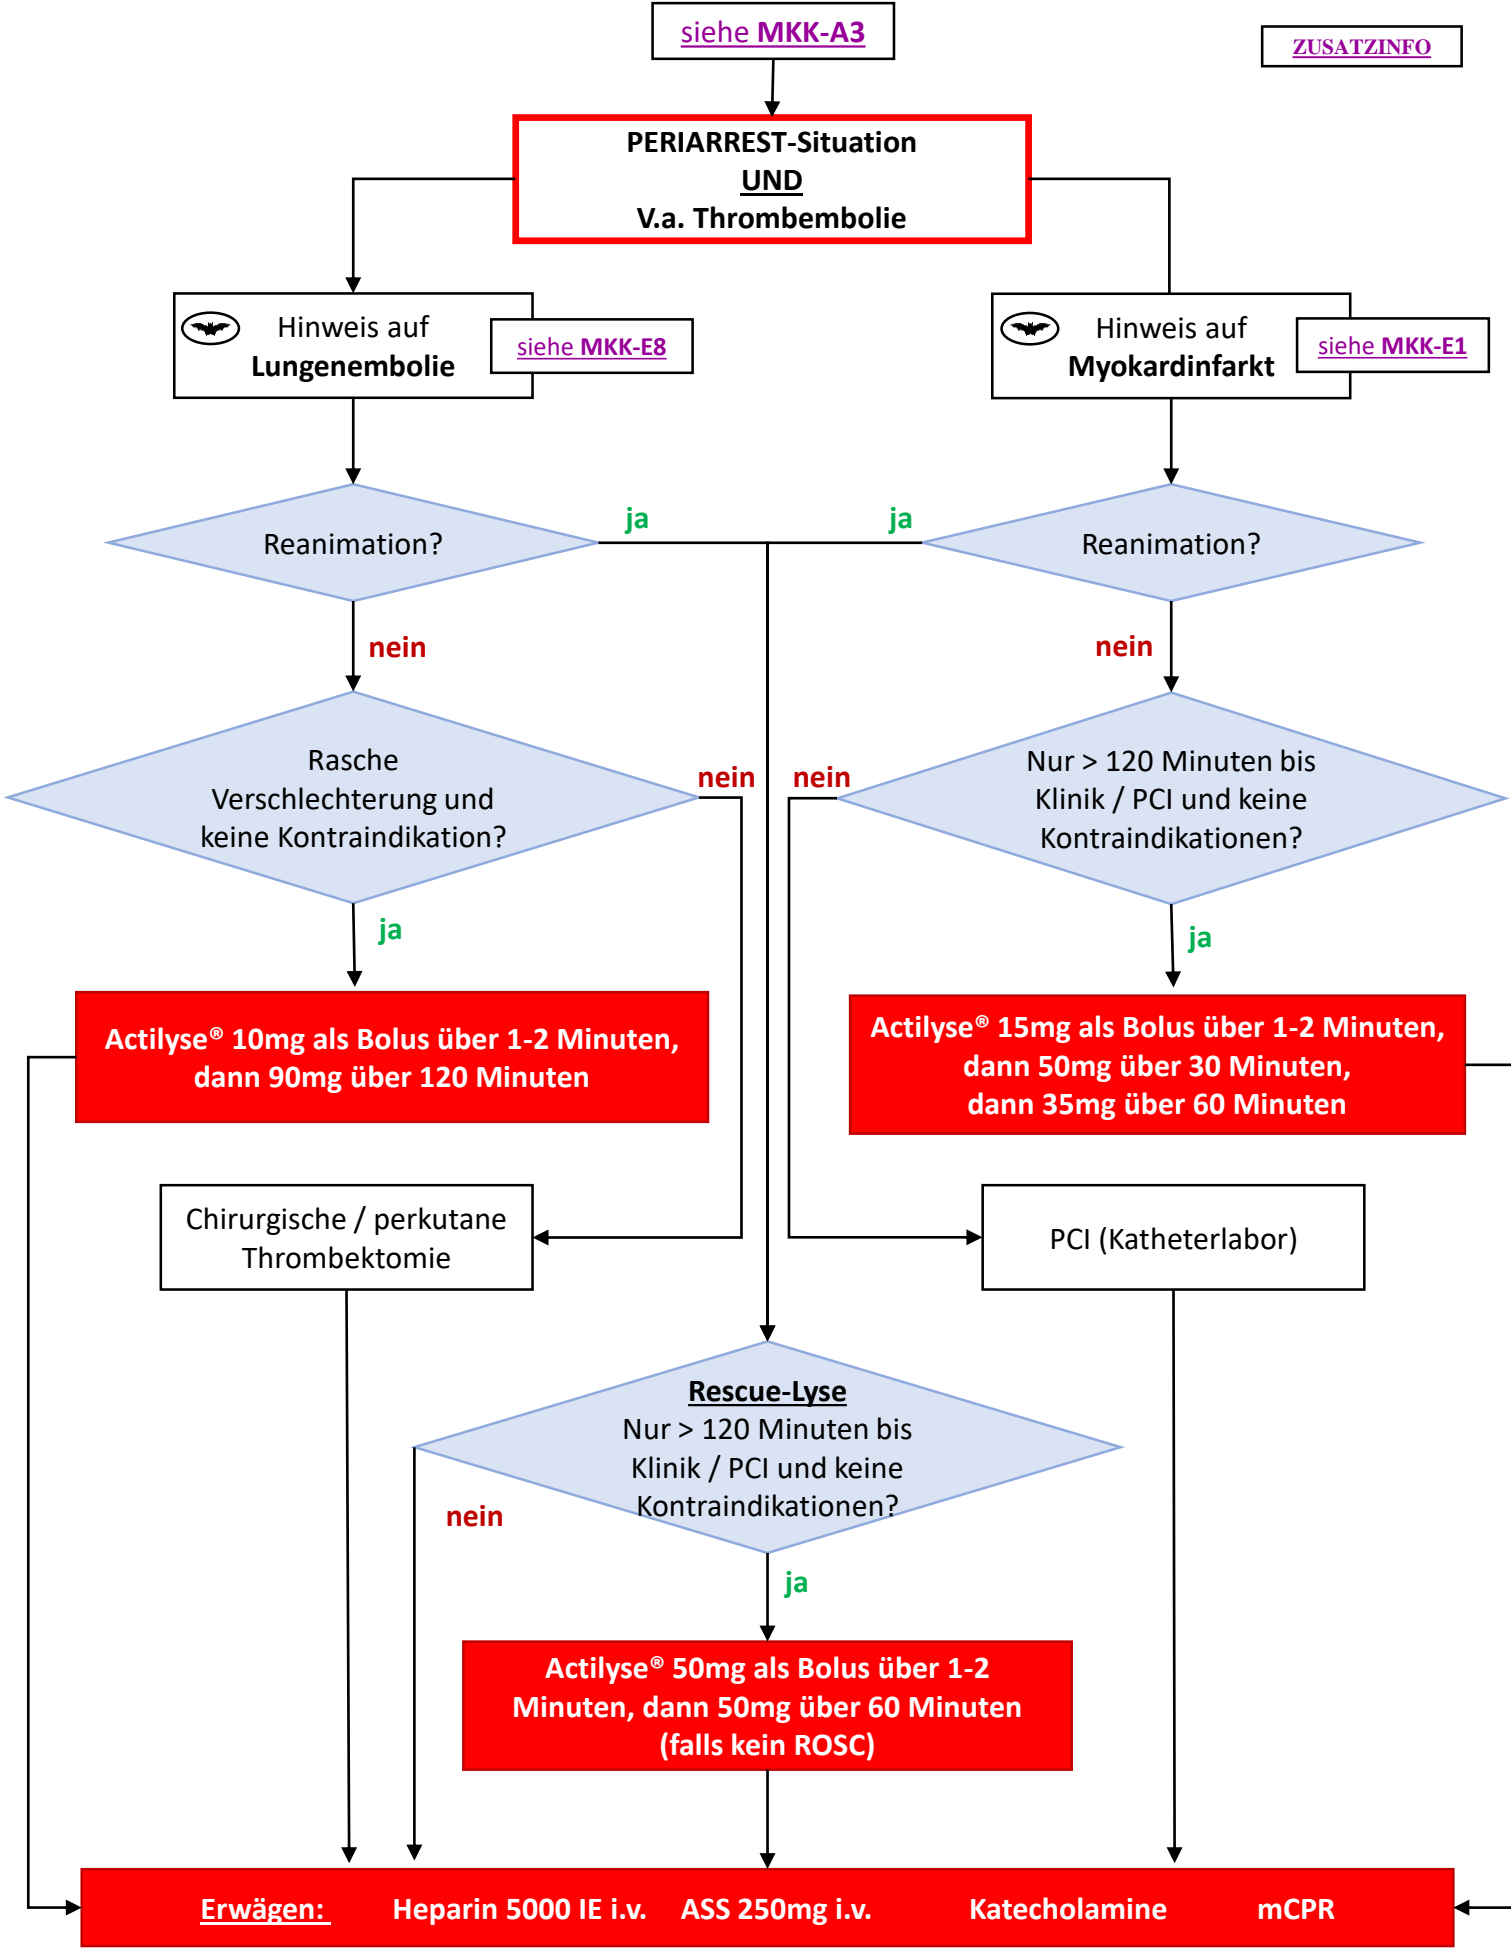 siehe MKK-A3
ZUSATZINFO
PERIARREST-Situation
UND
V.a. Thrombembolie
Hinweis auf
Lungenembolie
siehe MKK-E8
Hinweis auf
Myokardinfarkt
siehe MKK-E1
ja
ja
Reanimation?
Reanimation?
nein
nein
Rasche
Verschlechterung und
keine Kontraindikation?
nein
nein
Nur > 120 Minuten bis
Klinik / PCI und keine
Kontraindikationen?
ja
ja
Actilyse® 10mg als Bolus über 1-2 Minuten,
dann 90mg über 120 Minuten
Actilyse® 15mg als Bolus über 1-2 Minuten,
dann 50mg über 30 Minuten,
dann 35mg über 60 Minuten
Chirurgische / perkutane
Thrombektomie
PCI (Katheterlabor)
Rescue-Lyse
Nur > 120 Minuten bis
Klinik / PCI und keine
Kontraindikationen?
nein
ja
Actilyse® 50mg als Bolus über 1-2
Minuten, dann 50mg über 60 Minuten
(falls kein ROSC)
Erwägen: Heparin 5000 IE i.v. ASS 250mg i.v. Katecholamine mCPR